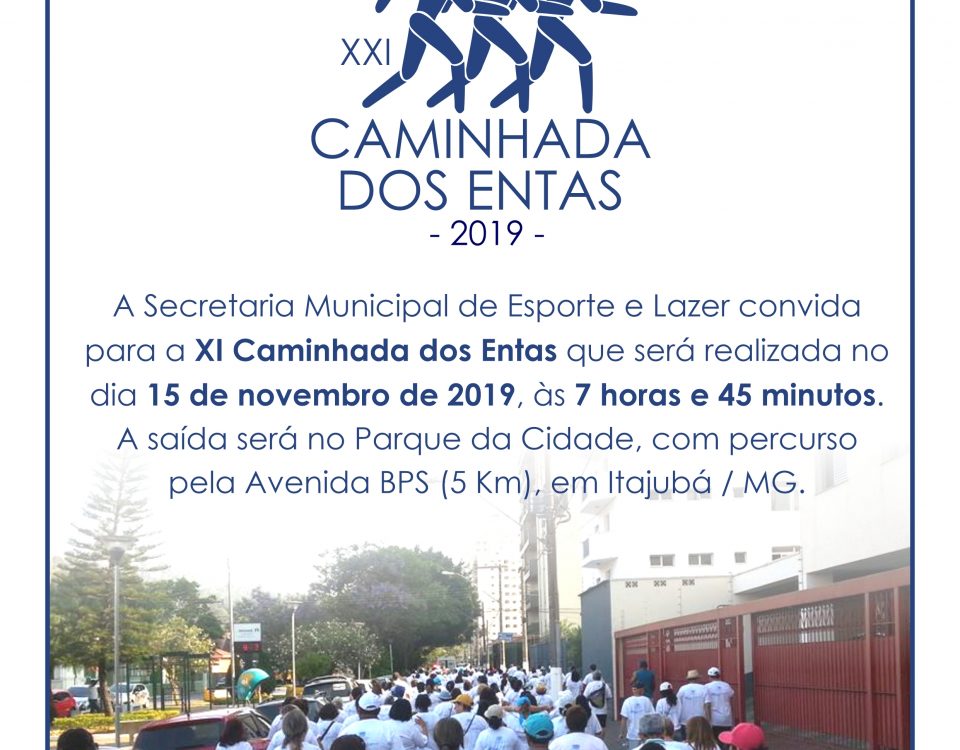 XXI
CAMINHADA
DOS ENTAS
- 2019 -
A Secretaria Municipal de Esporte e Lazer convida
para a XI Caminhada dos Entas que será realizada no
dia 15 de novembro de 2019, às 7 horas e 45 minutos.
A saída será no Parque da Cidade, com percurso
pela Avenida BPS (5 Km), em Itajubá / MG.